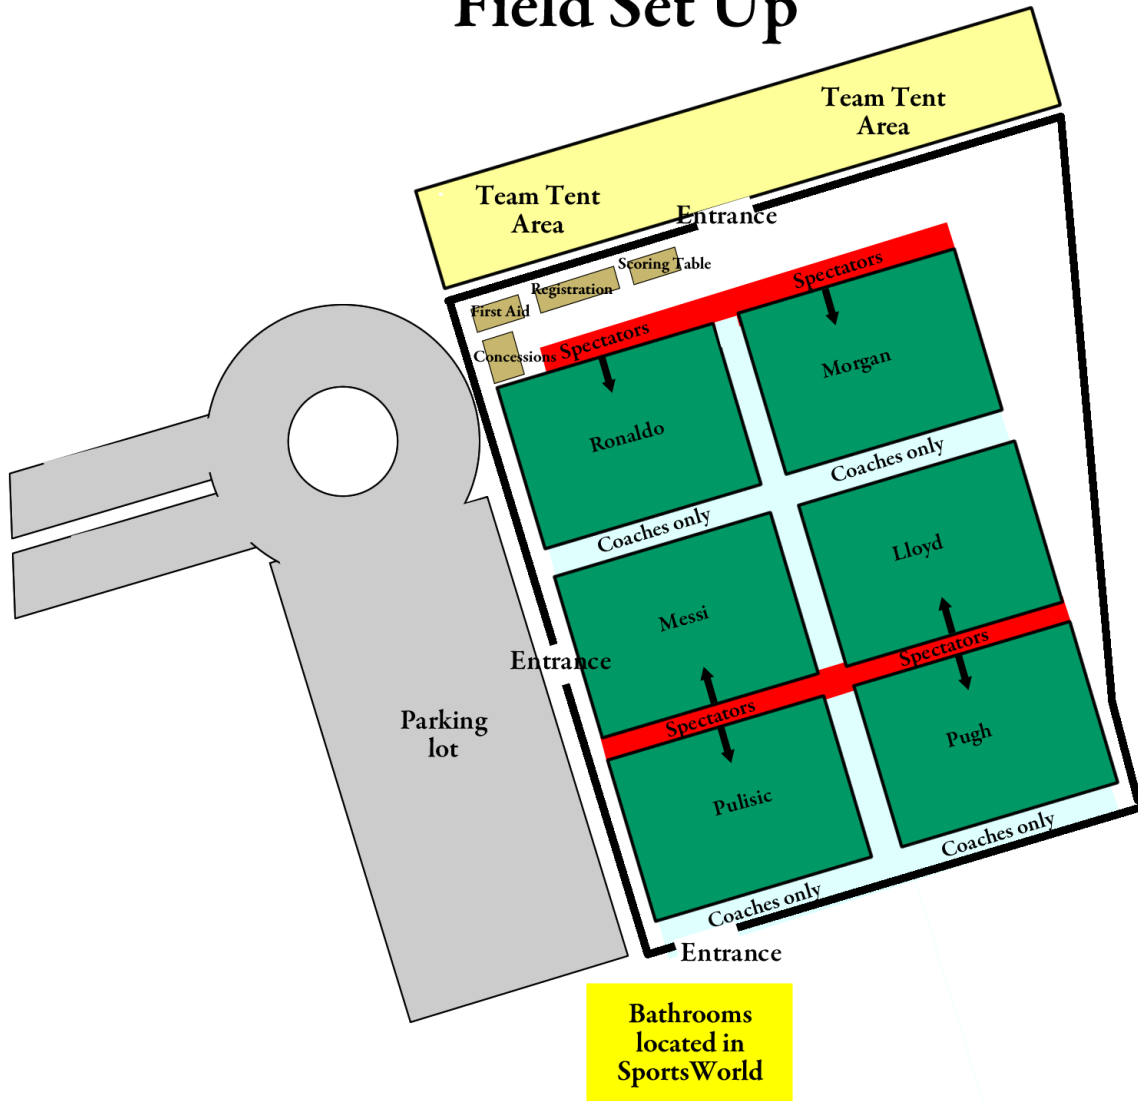 Field Set Up
Team Tent
Area
Team Tent
Area
Entrance
Scoring Table
Registration
First Aid
Concessions
Spectators
Spectators
Ronaldo
Morgan
Coaches only
Coaches only
Messi
Lloyd
Entrance
Spectators
Spectators
Parking
lot
Pulisic
Pugh
Coaches only
Coaches only
Entrance
Bathrooms
located in
SportsWorld